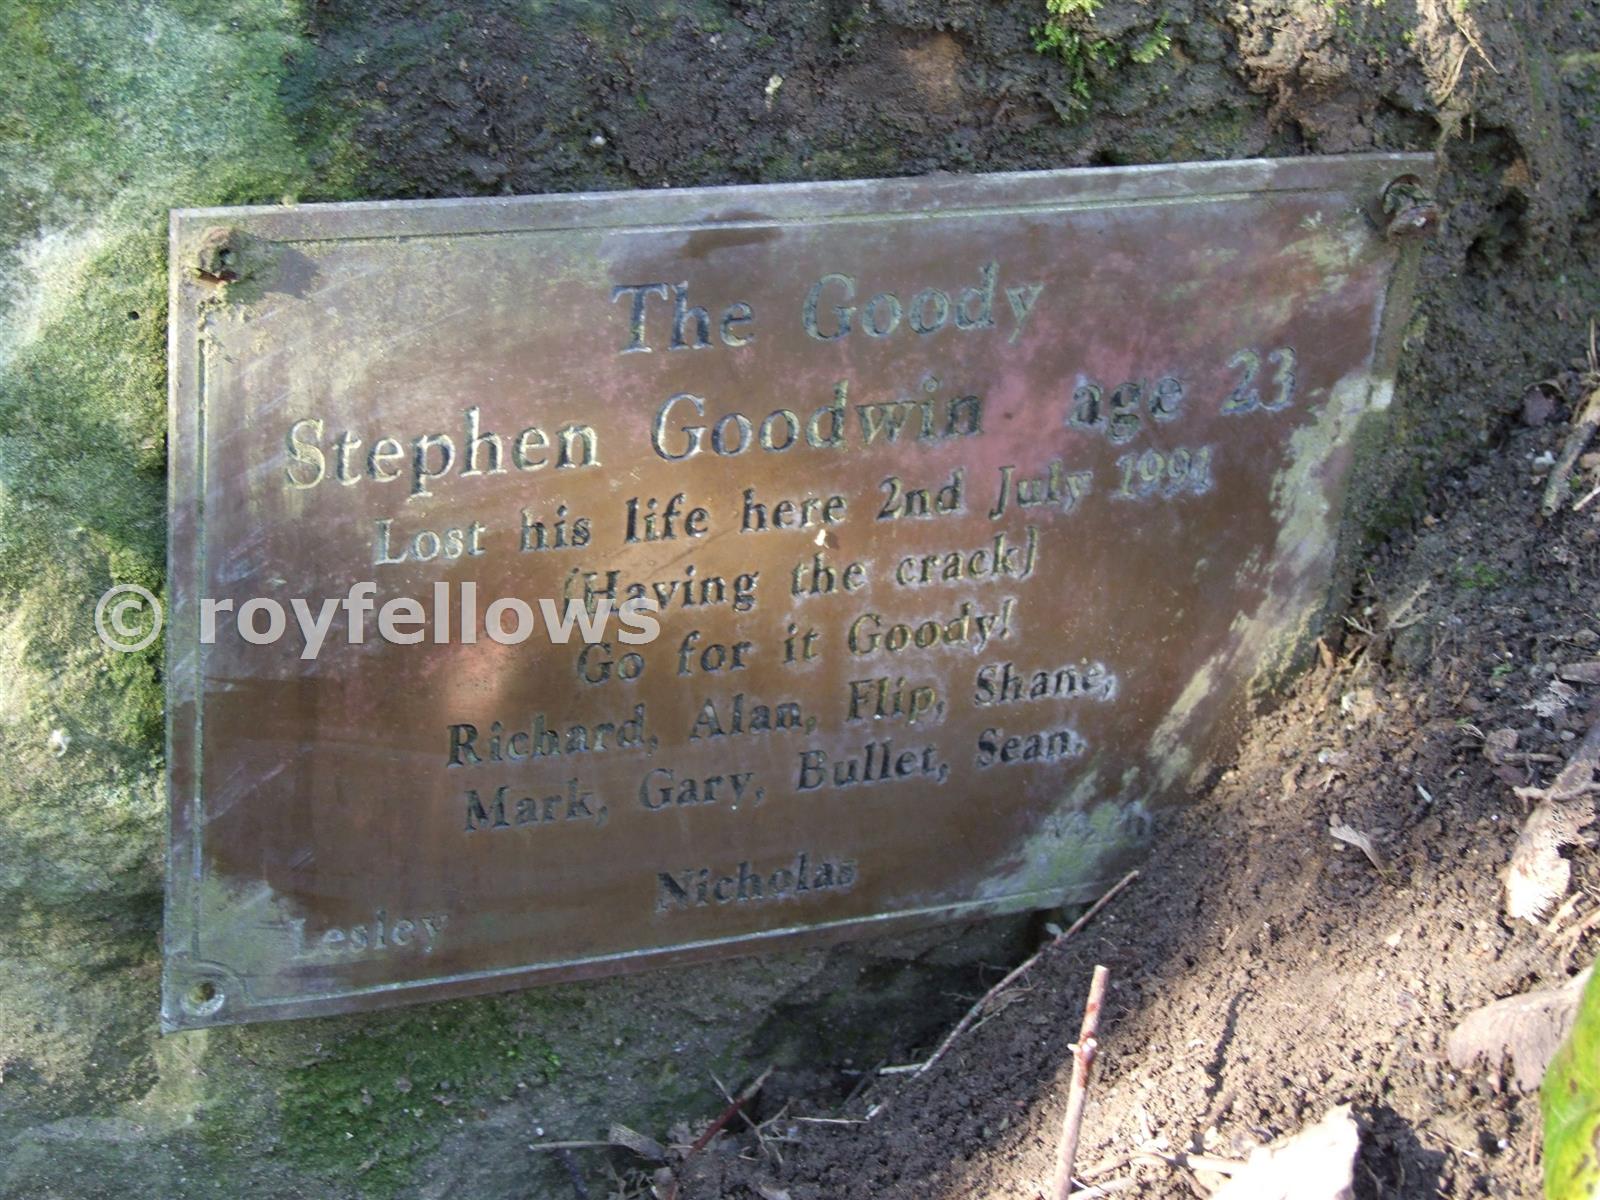 The Goody
Stephen Goodwin age 23
Lost his life here 2nd July 1991
(Having the crack)
© royfellows
Go for it Goody!
Richard, Alan, Flip, Shane,
Mark, Gary, Bullet, Sean.
Nicholas
Lesley